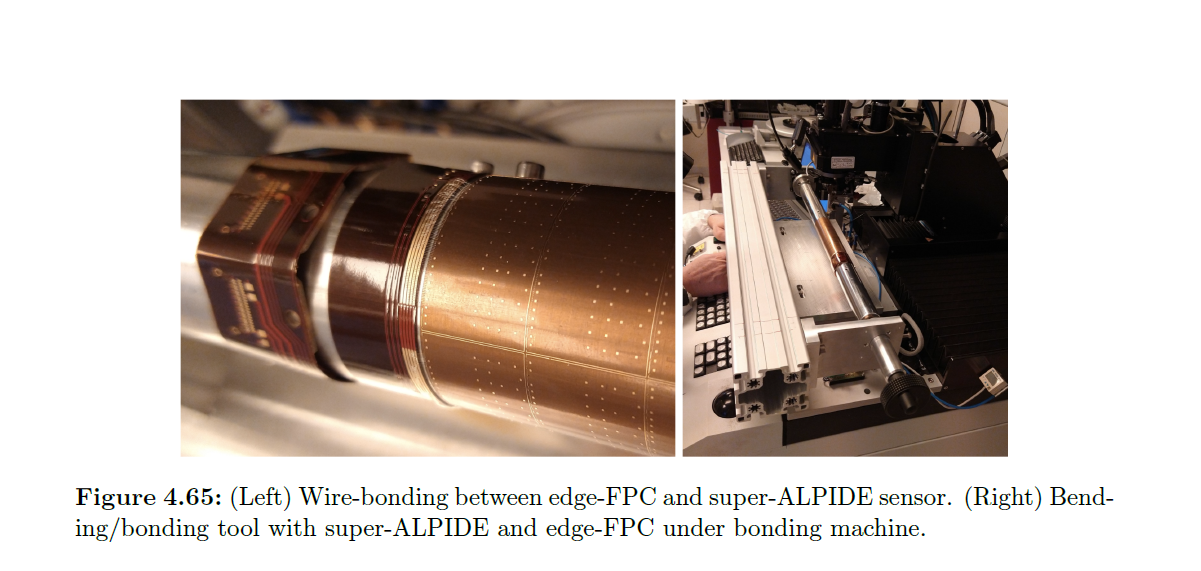 Figure 4.65: (Left) Wire-bonding between edge-FPC and super-ALPIDE sensor. (Right) Bend-
ing/bonding tool with super-ALPIDE and edge-FPC under bonding machine.